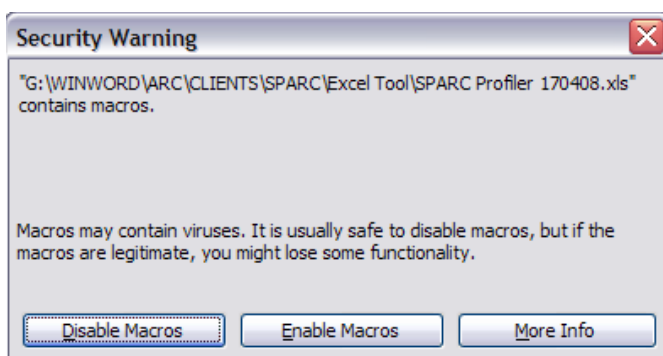 Security Warning
"G:\WINWORD\ARC\CLIENTS\SPARC\Excel Tool\SPARC Profiler 170408.xls"
contains macros.
Macros may contain viruses. It is usually safe to disable macros, but if the
macros are legitimate, you might lose some functionality.
Disable Macros
Enable Macros
More Info